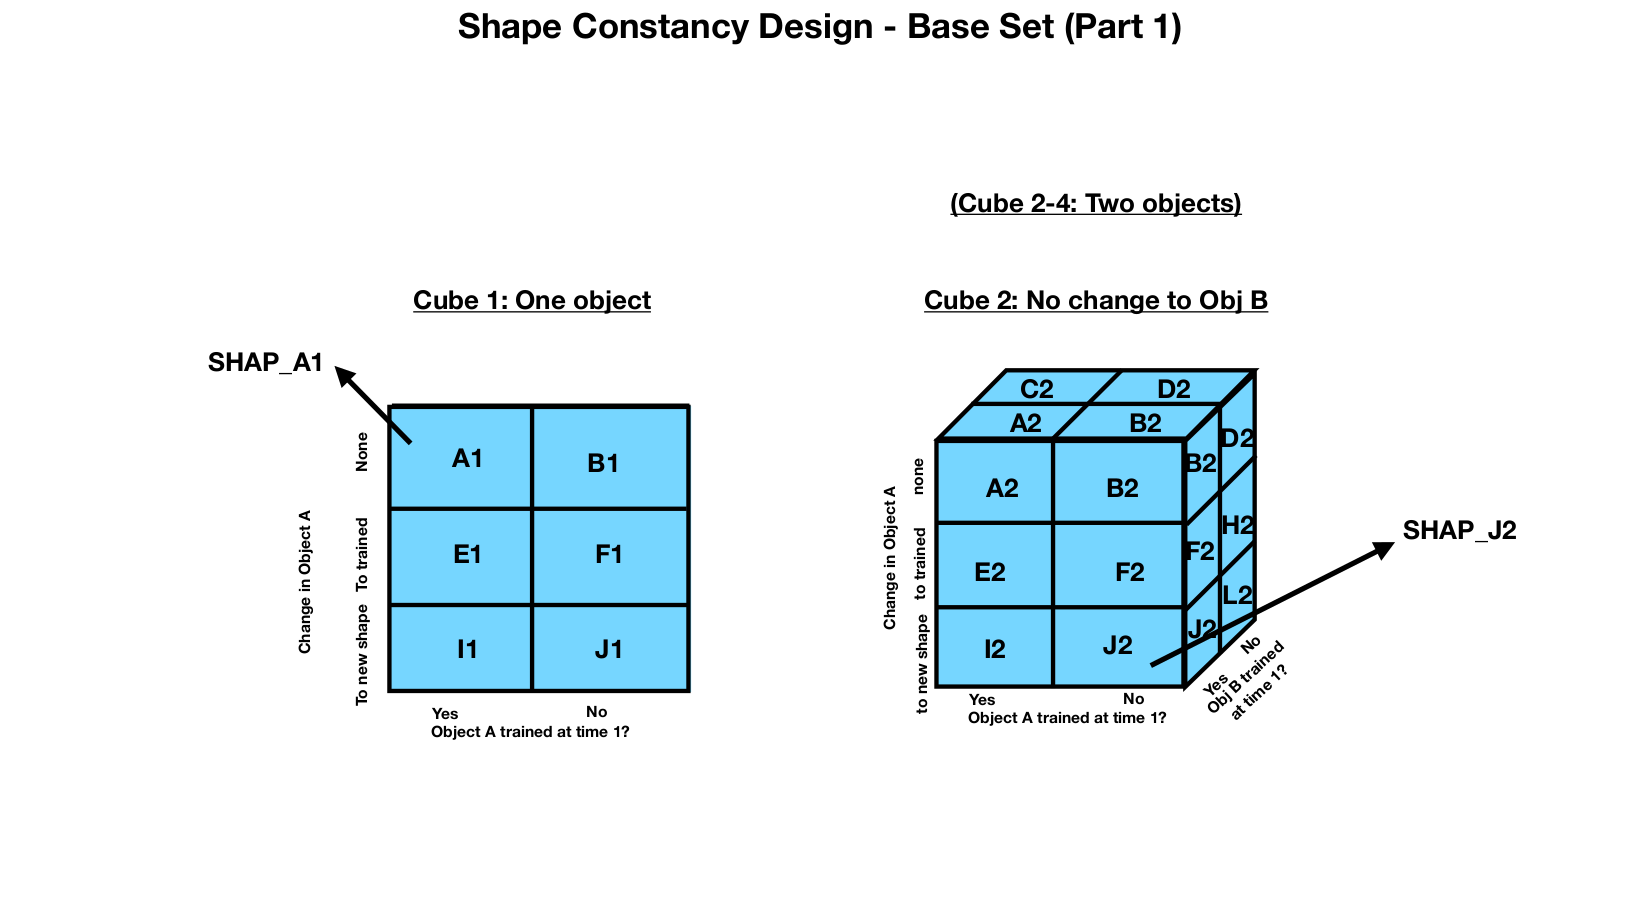 Shape Constancy Design - Base Set (Part 1)
(Cube 2-4: Two objects)
Cube 1: One object
SHAP_A1
Change in Object A
None
To trained
To new shape
A1
B1
E1
F1
I1
J1
Yes
No
Object A trained at time 1?
Cube 2: No change to Obj B
SHAP_J2
Change in Object A
none
to trained
to new shape
C2
D2
A2
B2
A2
B2
E2
F2
I2
J2
B2
D2
F2
H2
J2
L2
Yes
No
Object A trained at time 1?
Yes
No
Obj B trained
at time 1?